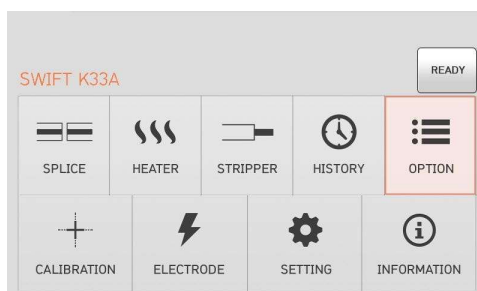 SWIFT K33A
READY
SPLICE
HEATER
STRIPPER
HISTORY
OPTION
CALIBRATION
ELECTRODE
SETTING
INFORMATION